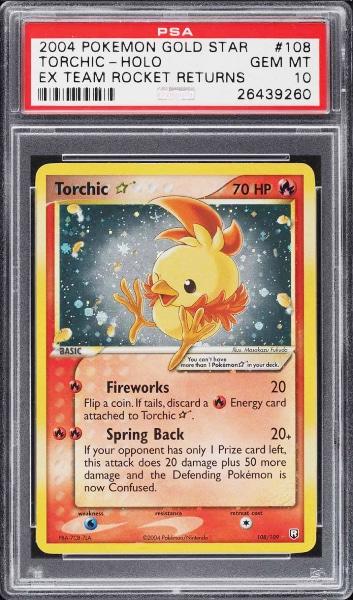 PSA
2004 POKEMON GOLD STAR #108
TORCHIC - HOLO GEM MT
EX TEAM ROCKET RETURNS 10
26439260
Torchic ☆ 70 HP
BASIC
Illus. Masakazu Fukuda
You can't have
more than 1 Pokémon ☆ in your deck.
Fireworks 20
Flip a coin. If tails, discard a Energy card
attached to Torchic ☆.
Spring Back 20+
If your opponent has only 1 Prize card left,
this attack does 20 damage plus 50 more
damage and the Defending Pokémon is
now Confused.
weakness resistance retreat cost
©2004 Pokémon/Nintendo
108/109
R